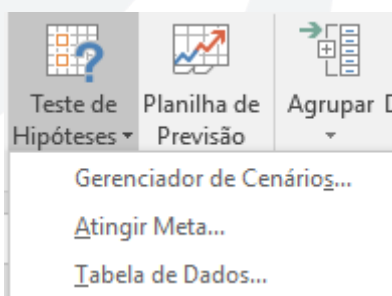 Teste de Hipóteses
Planilha de Previsão
Agrupar
Gerenciador de Cenários...
Atingir Meta...
Tabela de Dados...